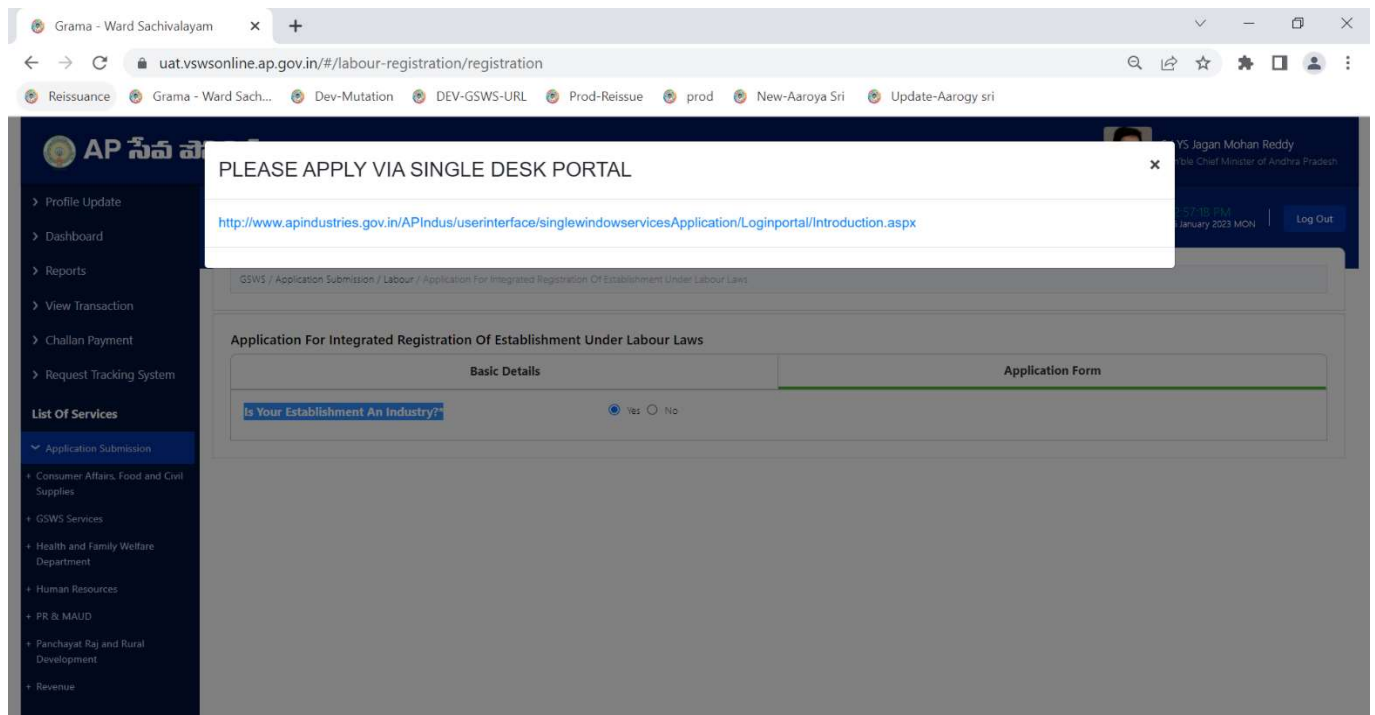 Grama - Ward Sachivalayam
uat.vswsonline.ap.gov.in/#/labour-registration/registration
Reissuance Grama - Ward Sach... Dev-Mutation DEV-GSWS-URL Prod-Reissue prod New-Aaroya Sri Update-Aarogy sri
AP సేవ
YS Jagan Mohan Reddy
Chief Minister of Andhra Pradesh
PLEASE APPLY VIA SINGLE DESK PORTAL ×
http://www.apindustries.gov.in/APIndus/userinterface/singlewindowservicesApplication/Loginportal/Introduction.aspx
January 2023 MON
Log Out
> Profile Update
> Dashboard
> Reports
> View Transaction
> Challan Payment
> Request Tracking System
List Of Services
Application Submission
+ Consumer Affairs, Food and Civil
Supplies
+ GSWS Services
+ Health and Family Welfare
Department
+ Human Resources
+ PR & MAUD
+ Panchayat Raj and Rural
Development
+ Revenue
GSWS / Application Submission / Labour / Application For Integrated Registration Of Establishment Under Labour Laws
Application For Integrated Registration Of Establishment Under Labour Laws
Basic Details Application Form
Is Your Establishment An Industry?* Yes No